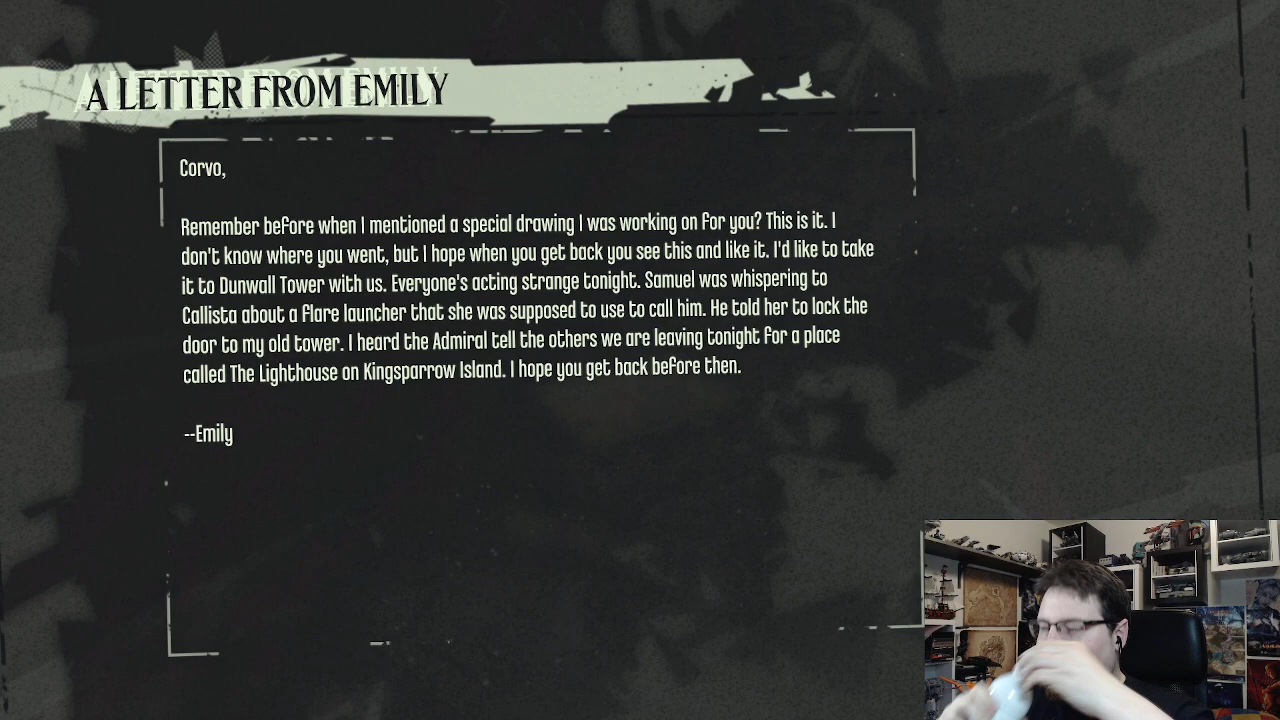 A LETTER FROM EMILY
Corvo,
Remember before when I mentioned a special drawing I was working on for you? This is it. I
don't know where you went, but I hope when you get back you see this and like it. I'd like to take
it to Dunwall Tower with us. Everyone's acting strange tonight. Samuel was whispering to
Callista about a flare launcher that she was supposed to use to call him. He told her to lock the
door to my old tower. I heard the Admiral tell the others we are leaving tonight for a place
called The Lighthouse on Kingsparrow Island. I hope you get back before then.
--Emily